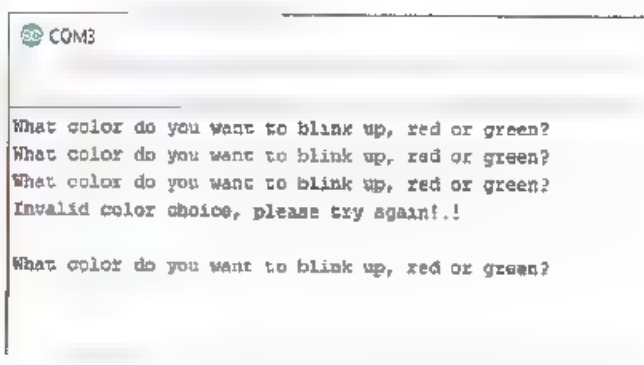 COM3
What color do you want to blink up, red or green?
What color do you want to blink up, red or green?
What color do you want to blink up, red or green?
Invalid color choice, please try again!.!
What color do you want to blink up, red or green?